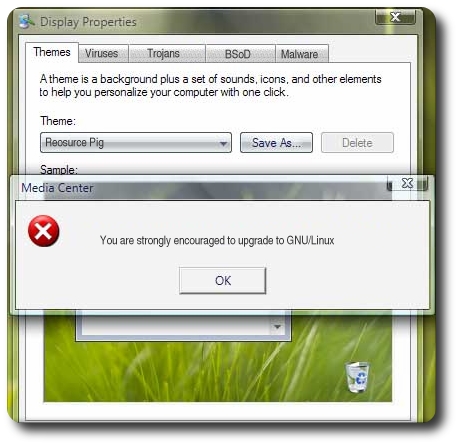 Display Properties
Themes Viruses Trojans BSoD Malware
A theme is a background plus a set of sounds, icons, and other elements
to help you personalize your computer with one click.
Theme:
Reosurce Pig Save As... Delete
Sample:
Media Center
You are strongly encouraged to upgrade to GNU/Linux
OK